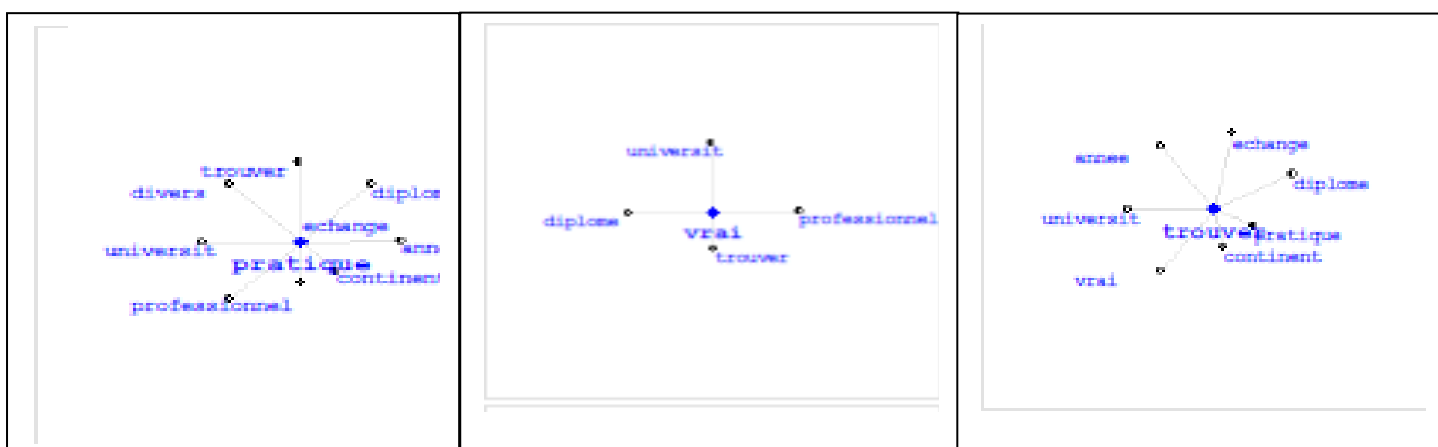 trouver
divers
diplom
echange
universit
ann
pratique
continent
professionnel
universit
diplome
professionnel
vrai
trouver
echange
annee
diplome
universit
trouver
pratique
continent
vrai